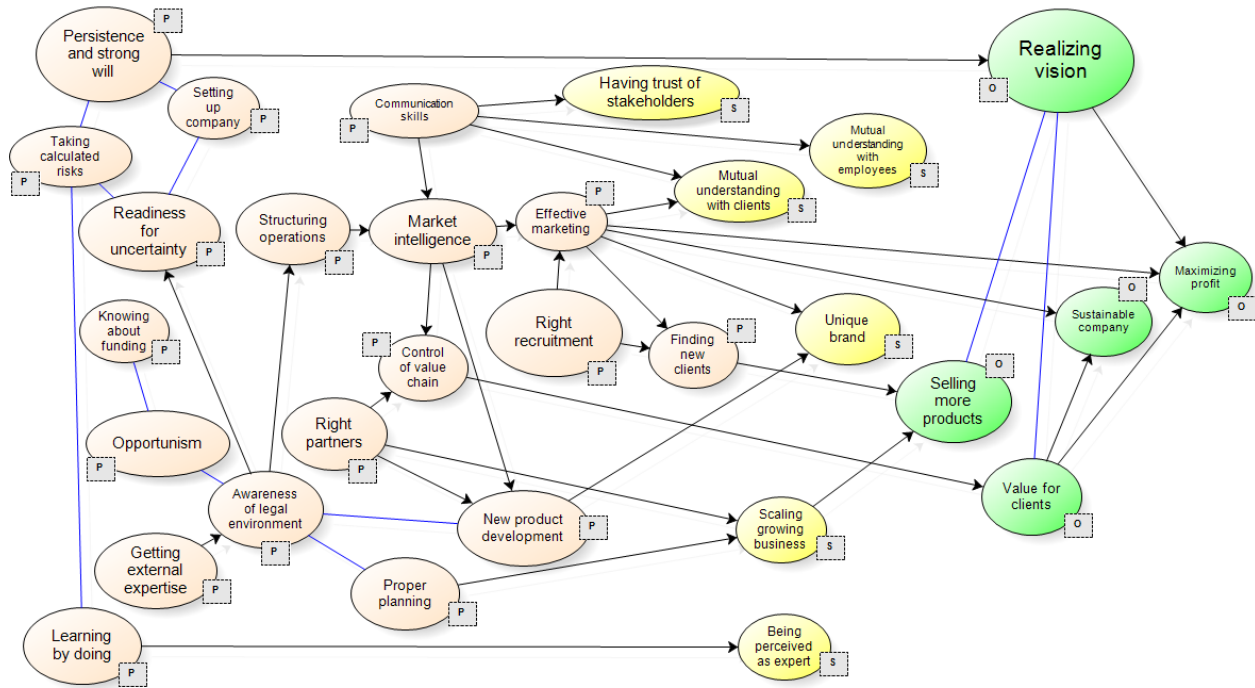 P
Persistence
and strong
will
Realizing
vision
O
Setting
up
company
P
Having trust of
stakeholders
S
Communication
skills
P
Mutual
understanding
with
employees
S
Taking
calculated
risks
P
Mutual
understanding
with clients
S
P
Effective
marketing
Readiness
for
uncertainty
P
Structuring
operations
P
Market
intelligence
P
Maximizing
profit
O
O
Sustainable
company
Knowing
about
funding
P
Right
recruitment
P
P
Finding
new
clients
Unique
brand
S
P
Control
of value
chain
O
Selling
more
products
Opportunism
P
Right
partners
P
Value for
clients
O
Awareness
of legal
environment
P
New product
development
P
Scaling
growing
business
S
Getting
external
expertise
P
Proper
planning
P
Learning
by doing
P
Being
perceived
as expert
S